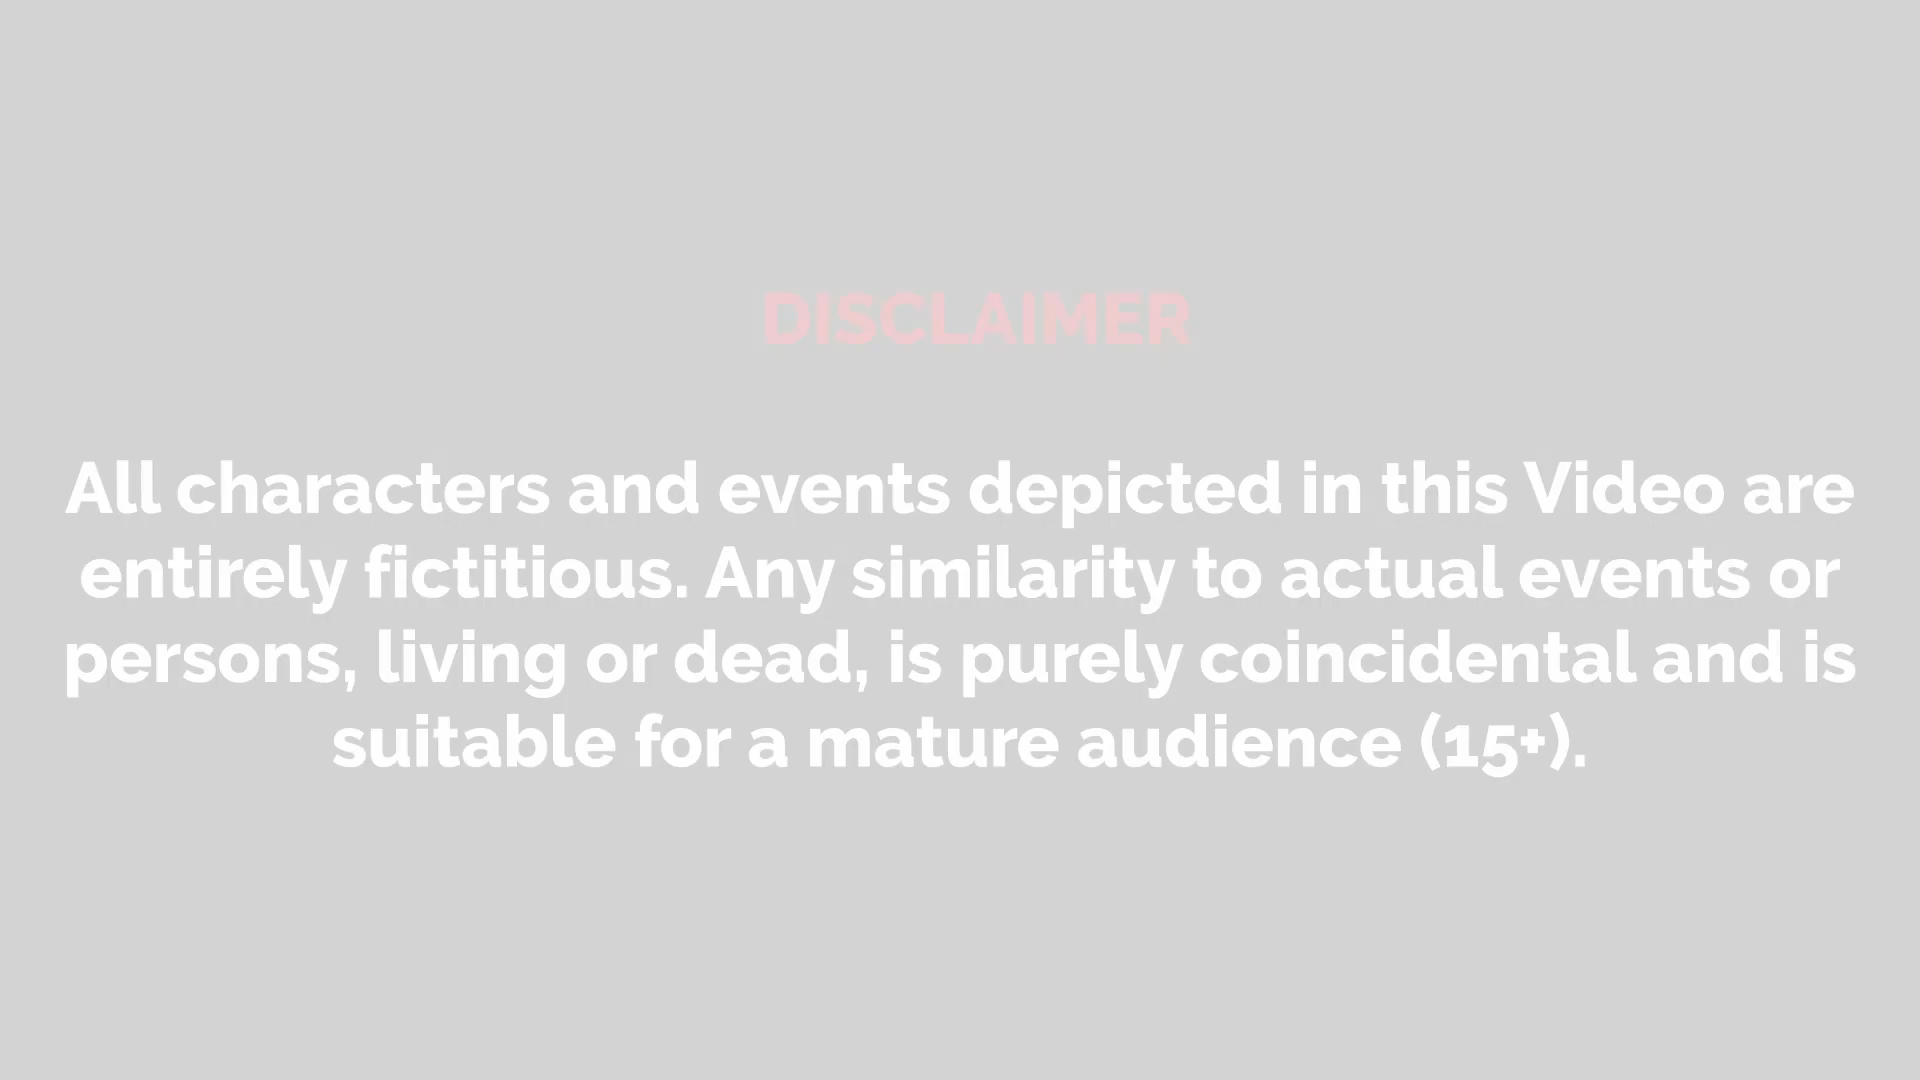 DISCLAIMER
All characters and events depicted in this Video are
entirely fictitious. Any similarity to actual events or
persons, living or dead, is purely coincidental and is
suitable for a mature audience (15+).